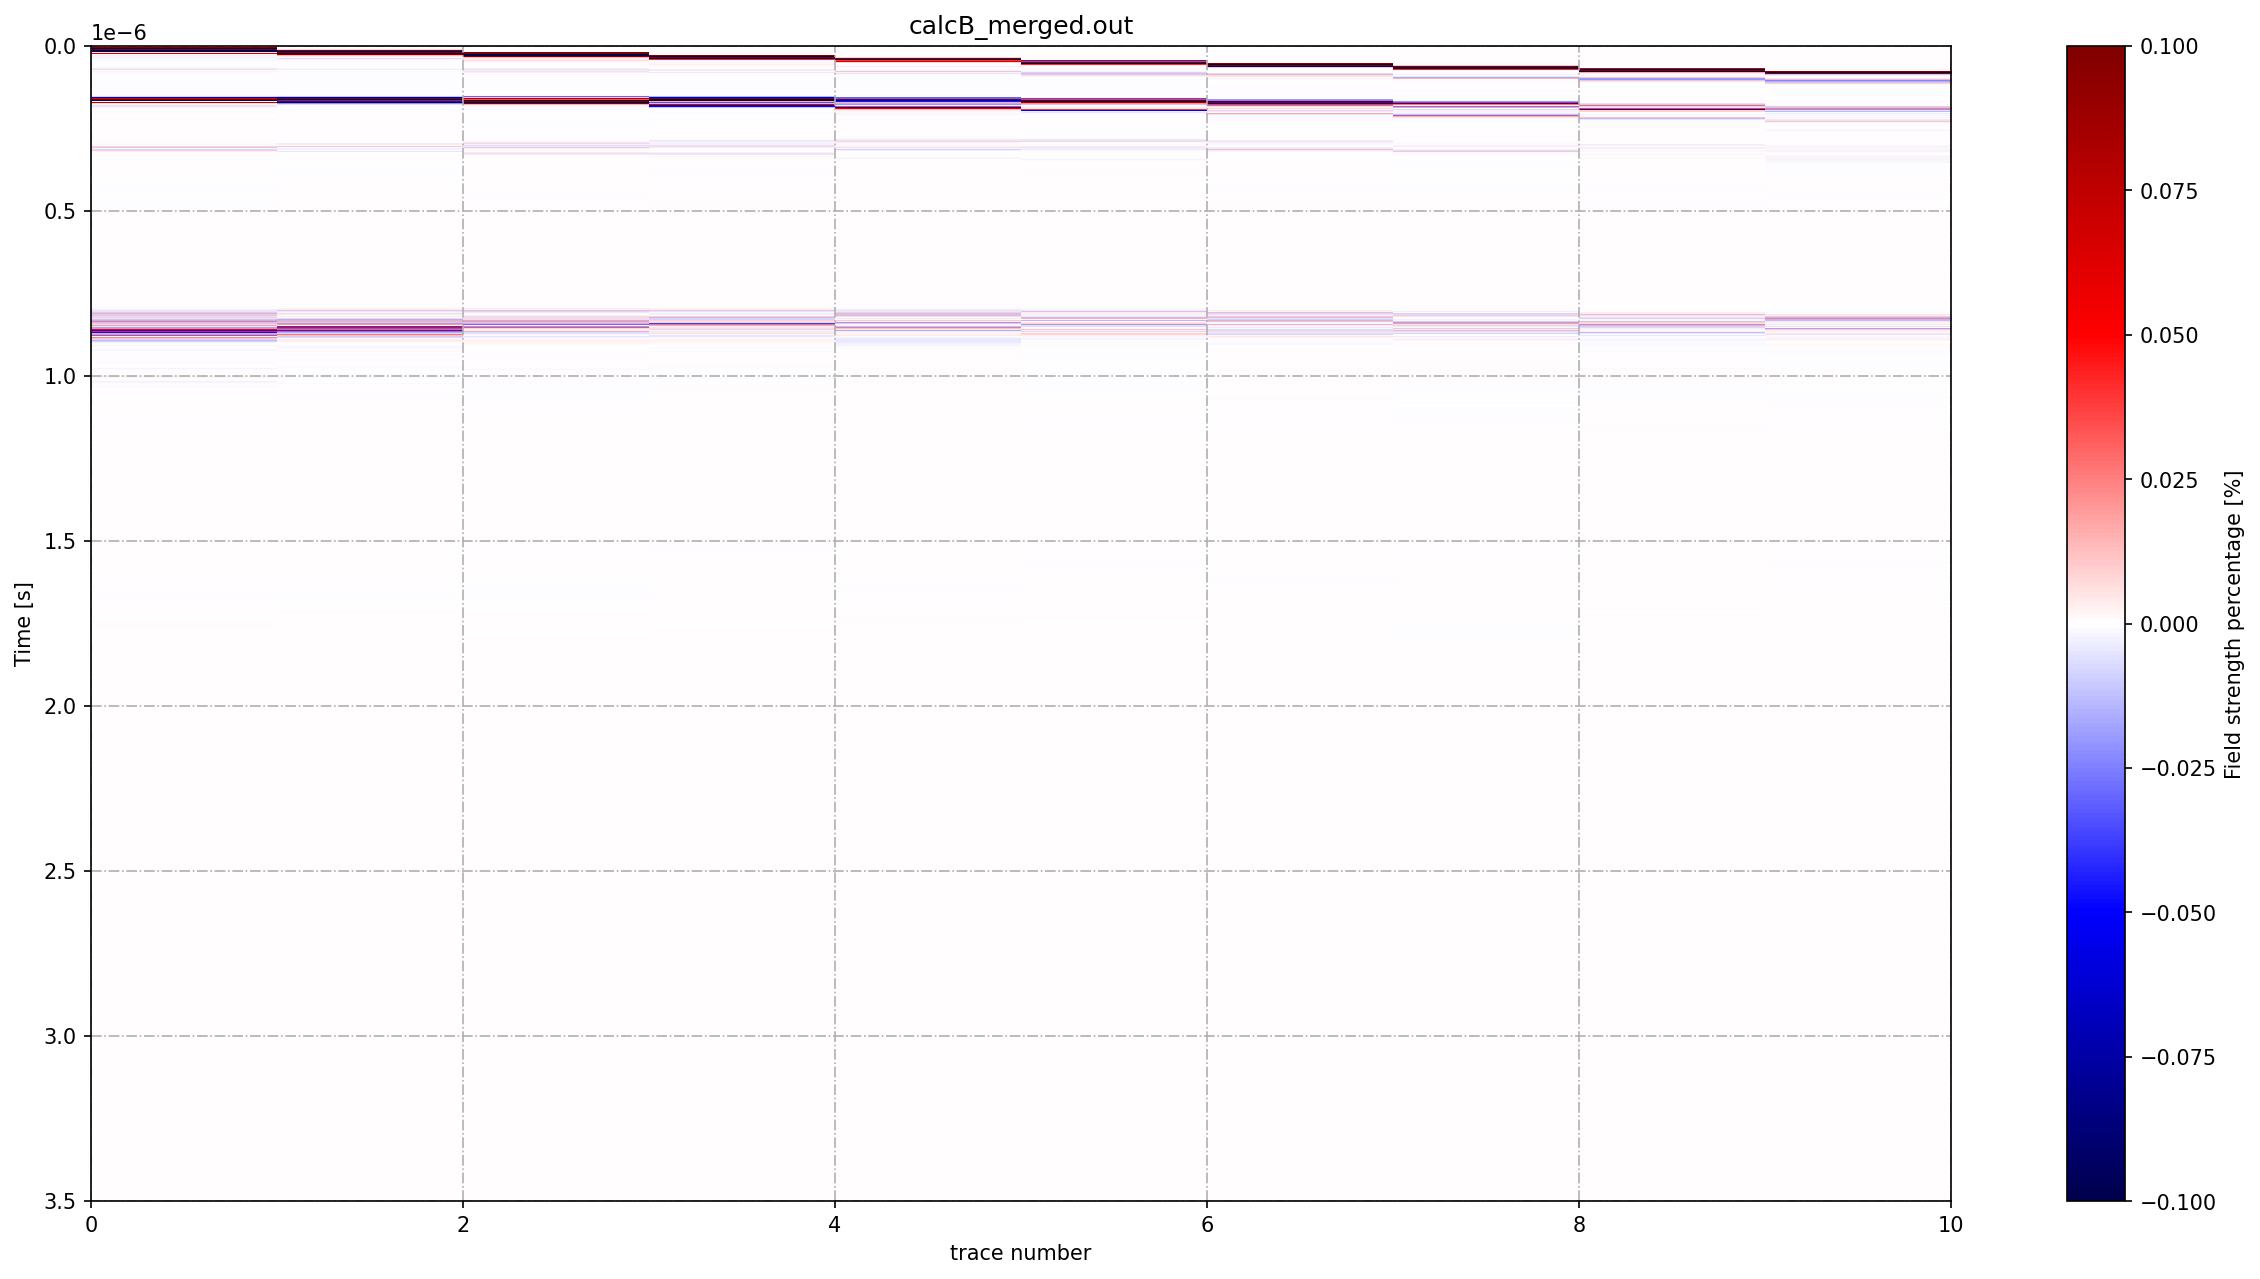 calcB_merged.out
1e−6
0.0
0.5
1.0
1.5
2.0
2.5
3.0
3.5
Time [s]
0 2 4 6 8 10
trace number
0.100
0.075
0.050
0.025
0.000
−0.025
−0.050
−0.075
−0.100
Field strength percentage [%]